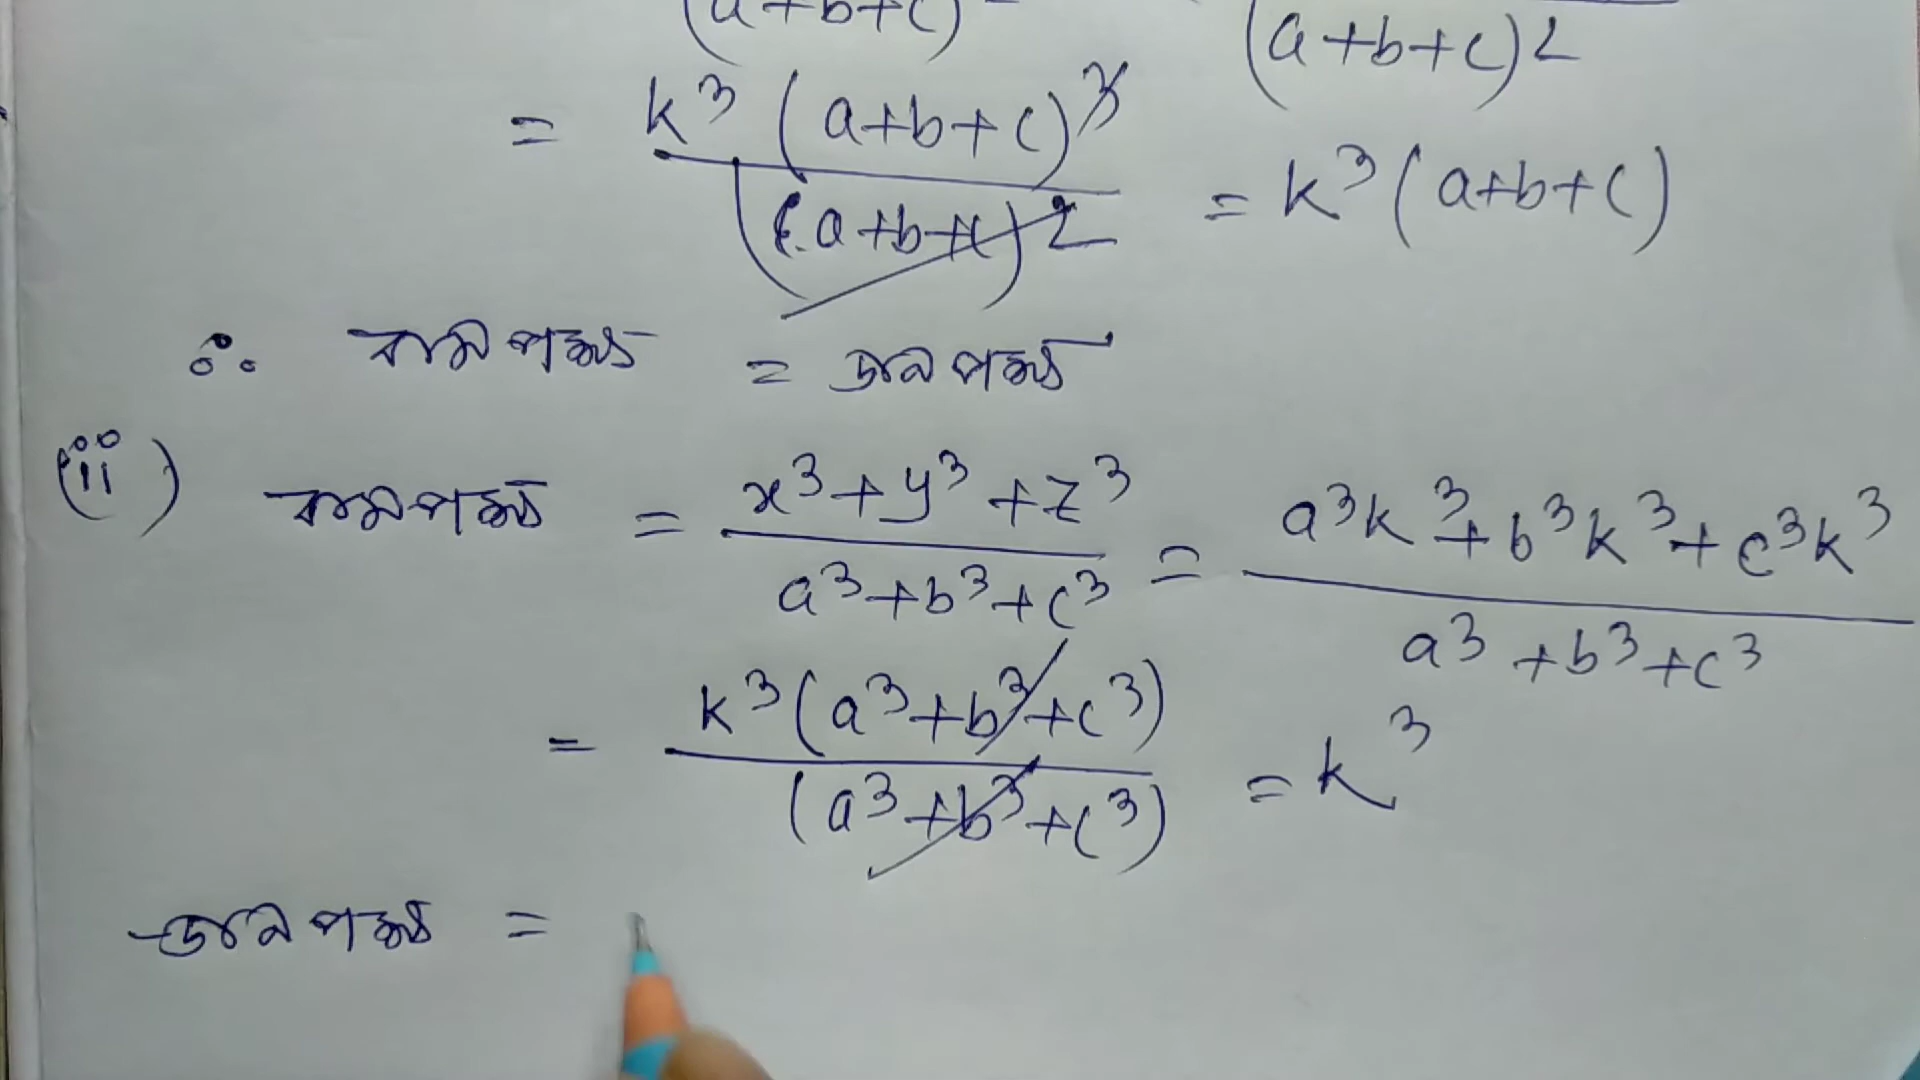 (a+b+c) (a+b+c)2
= k³(a+b+c)³ / (a+b+c)2 = k³(a+b+c)
∴ বামপক্ষ = ডানপক্ষ
(ii) বামপক্ষ = x³+y³+z³ / a³+b³+c³ = a³k³+b³k³+c³k³ / a³+b³+c³
= k³(a³+b³+c³) / (a³+b³+c³) = k³
ডানপক্ষ =